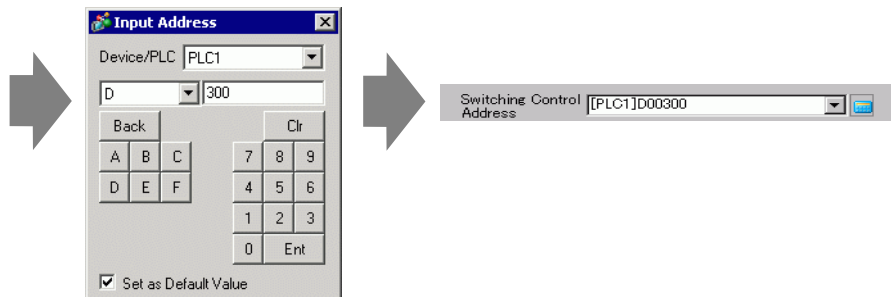 Input Address
Device/PLC PLC1
D 300
Back Clr
A B C 7 8 9
D E F 4 5 6
1 2 3
0 Ent
Set as Default Value
Switching Control Address [PLC1]D00300